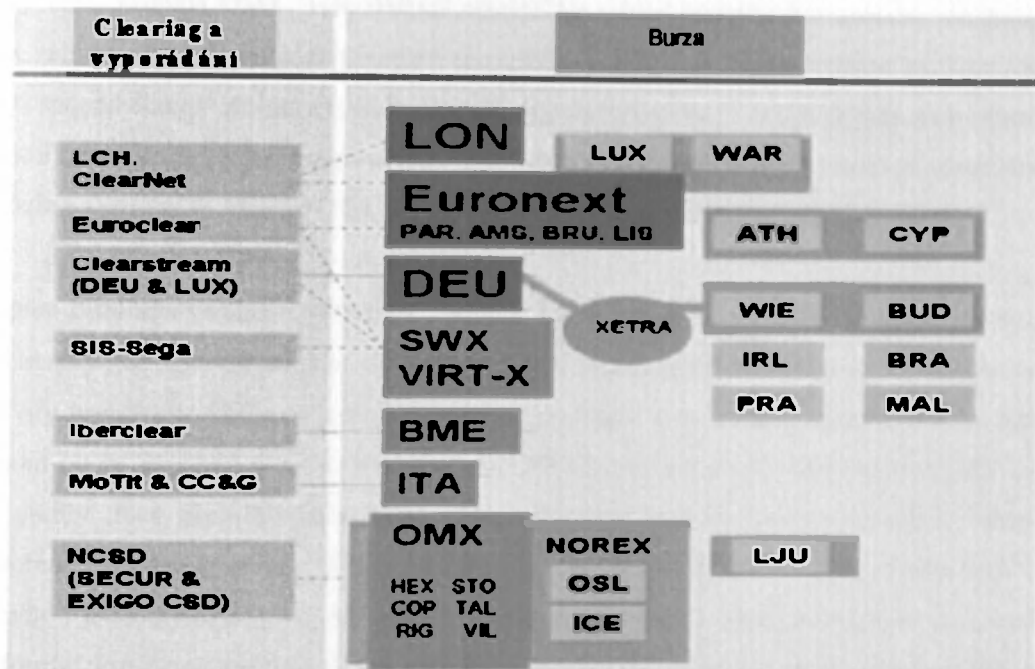 Clearing a
vypořádání
Burza
LCH.
ClearNet
Euroclear
Clearstream
(DEU & LUX)
SIS-Sega
Iberclear
MoTit & CC&G
NCSD
(SECUR &
EXIGO CSD)
LON
LUX WAR
Euronext
PAR. AMS, BRU. LIS
ATH CYP
DEU
XETRA
WIE BUD
SWX
VIRT-X
IRL BRA
PRA MAL
BME
ITA
OMX
HEX STO
COP TAL
RIG VIL
NOREX
OSL
ICE
LJU